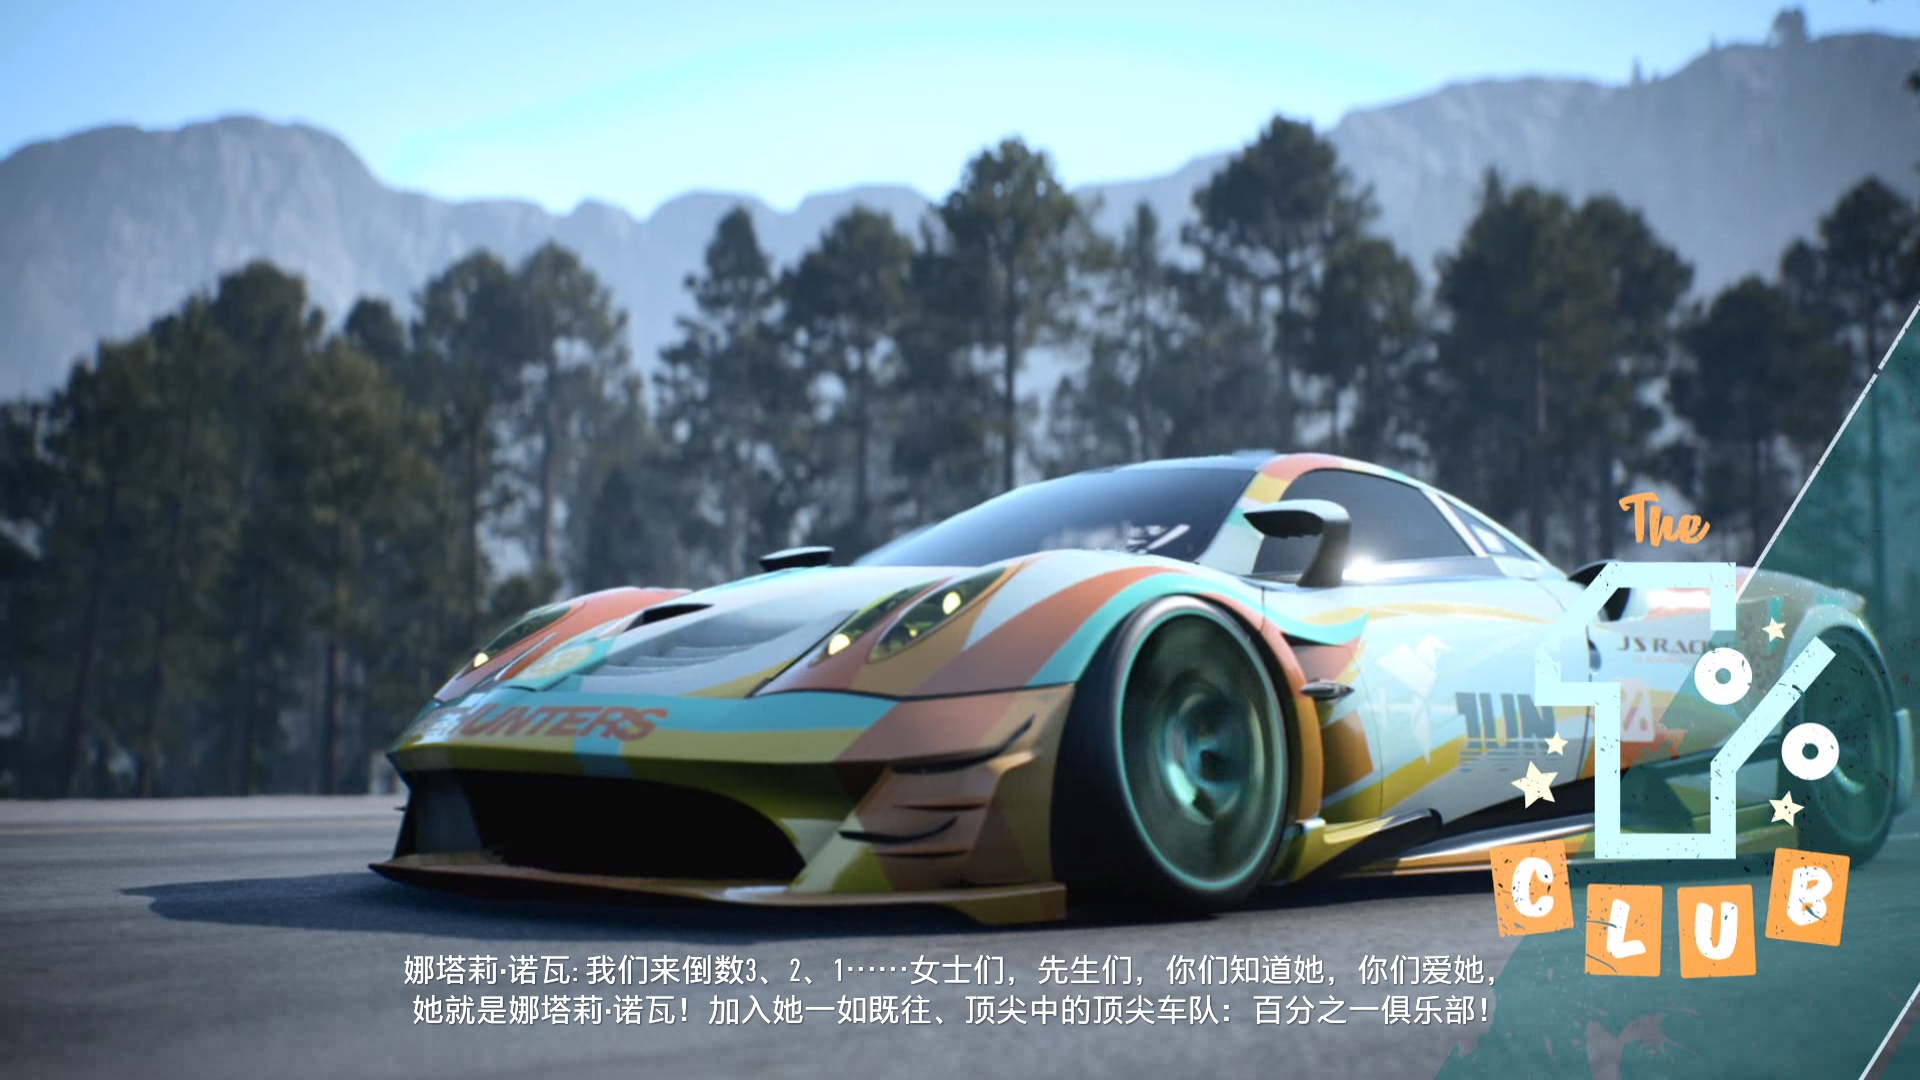 The
1%
CLUB
HUNTERS
JS RACI
娜塔莉·诺瓦: 我们来倒数3、2、1……女士们，先生们，你们知道她，你们爱她，
她就是娜塔莉·诺瓦！加入她一如既往、顶尖中的顶尖车队：百分之一俱乐部！